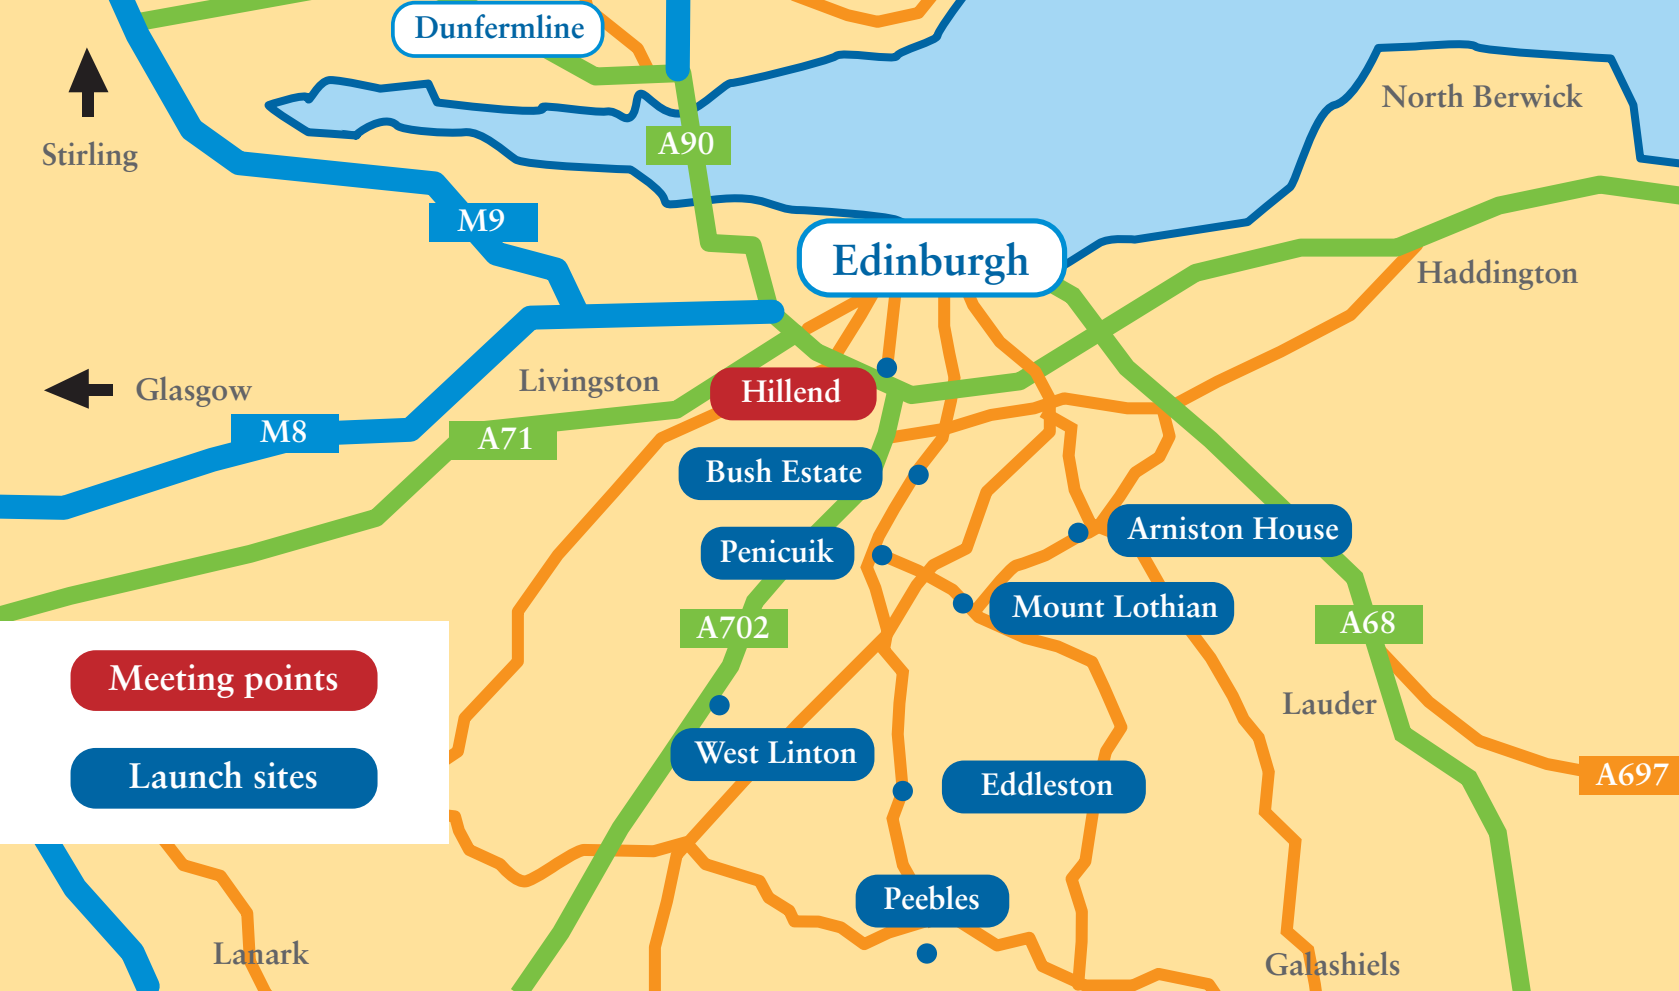 Dunfermline
North Berwick
A90
Stirling
M9
Edinburgh
Haddington
Livingston
Glasgow
Hillend
M8
A71
Bush Estate
Arniston House
Penicuik
Mount Lothian
A702
A68
Meeting points
Lauder
West Linton
Launch sites
A697
Eddleston
Peebles
Lanark
Galashiels